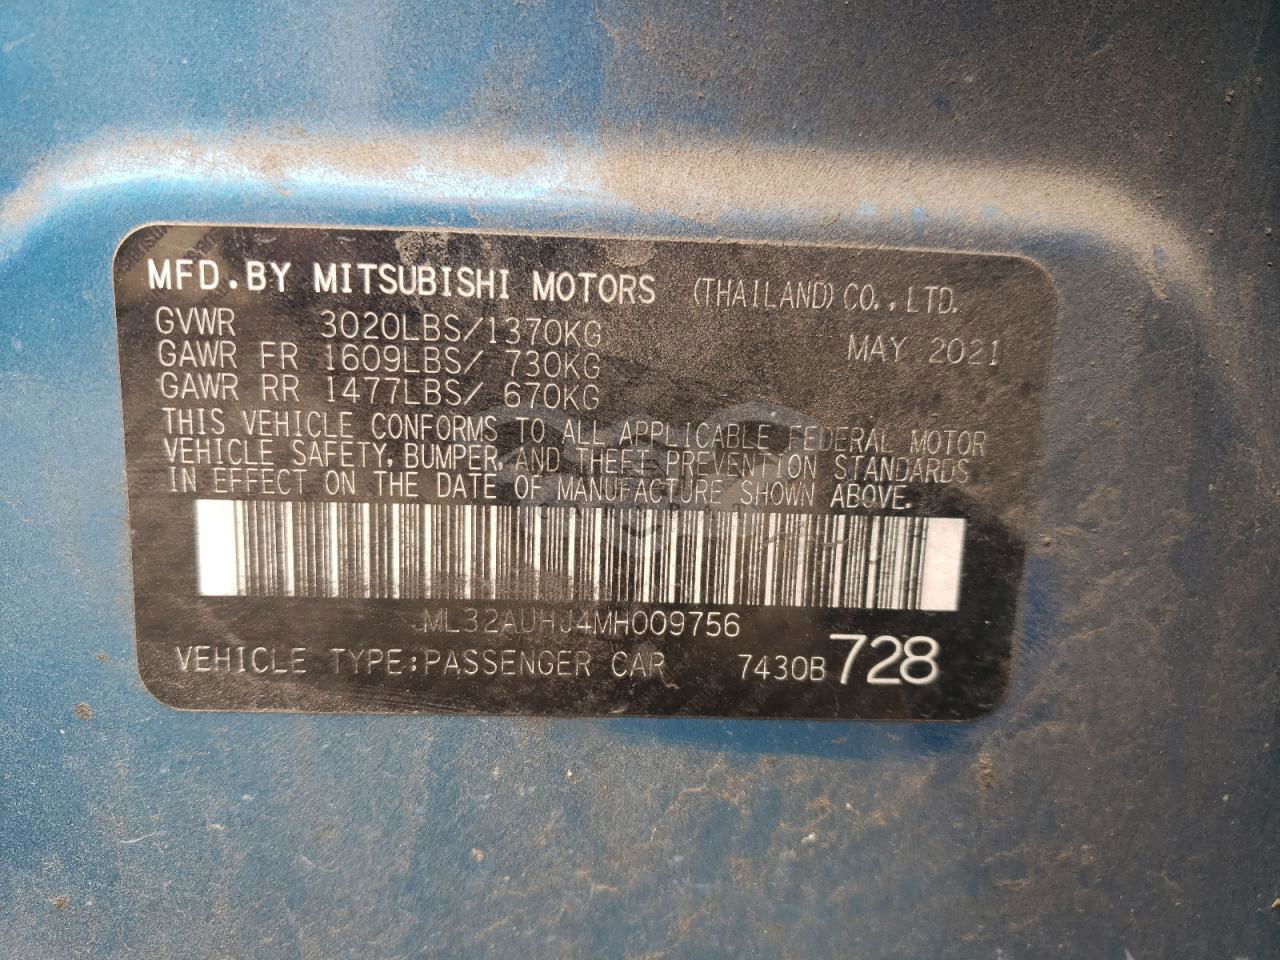 MFD.BY MITSUBISHI MOTORS (THAILAND) CO.,LTD.
GVWR 3020LBS/1370KG MAY 2021
GAWR FR 1609LBS/ 730KG
GAWR RR 1477LBS/ 670KG
THIS VEHICLE CONFORMS TO ALL APPLICABLE FEDERAL MOTOR
VEHICLE SAFETY, BUMPER, AND THEFT PREVENTION STANDARDS
IN EFFECT ON THE DATE OF MANUFACTURE SHOWN ABOVE.
ML32AUHJ4MH009756
VEHICLE TYPE:PASSENGER CAR 7430B 728